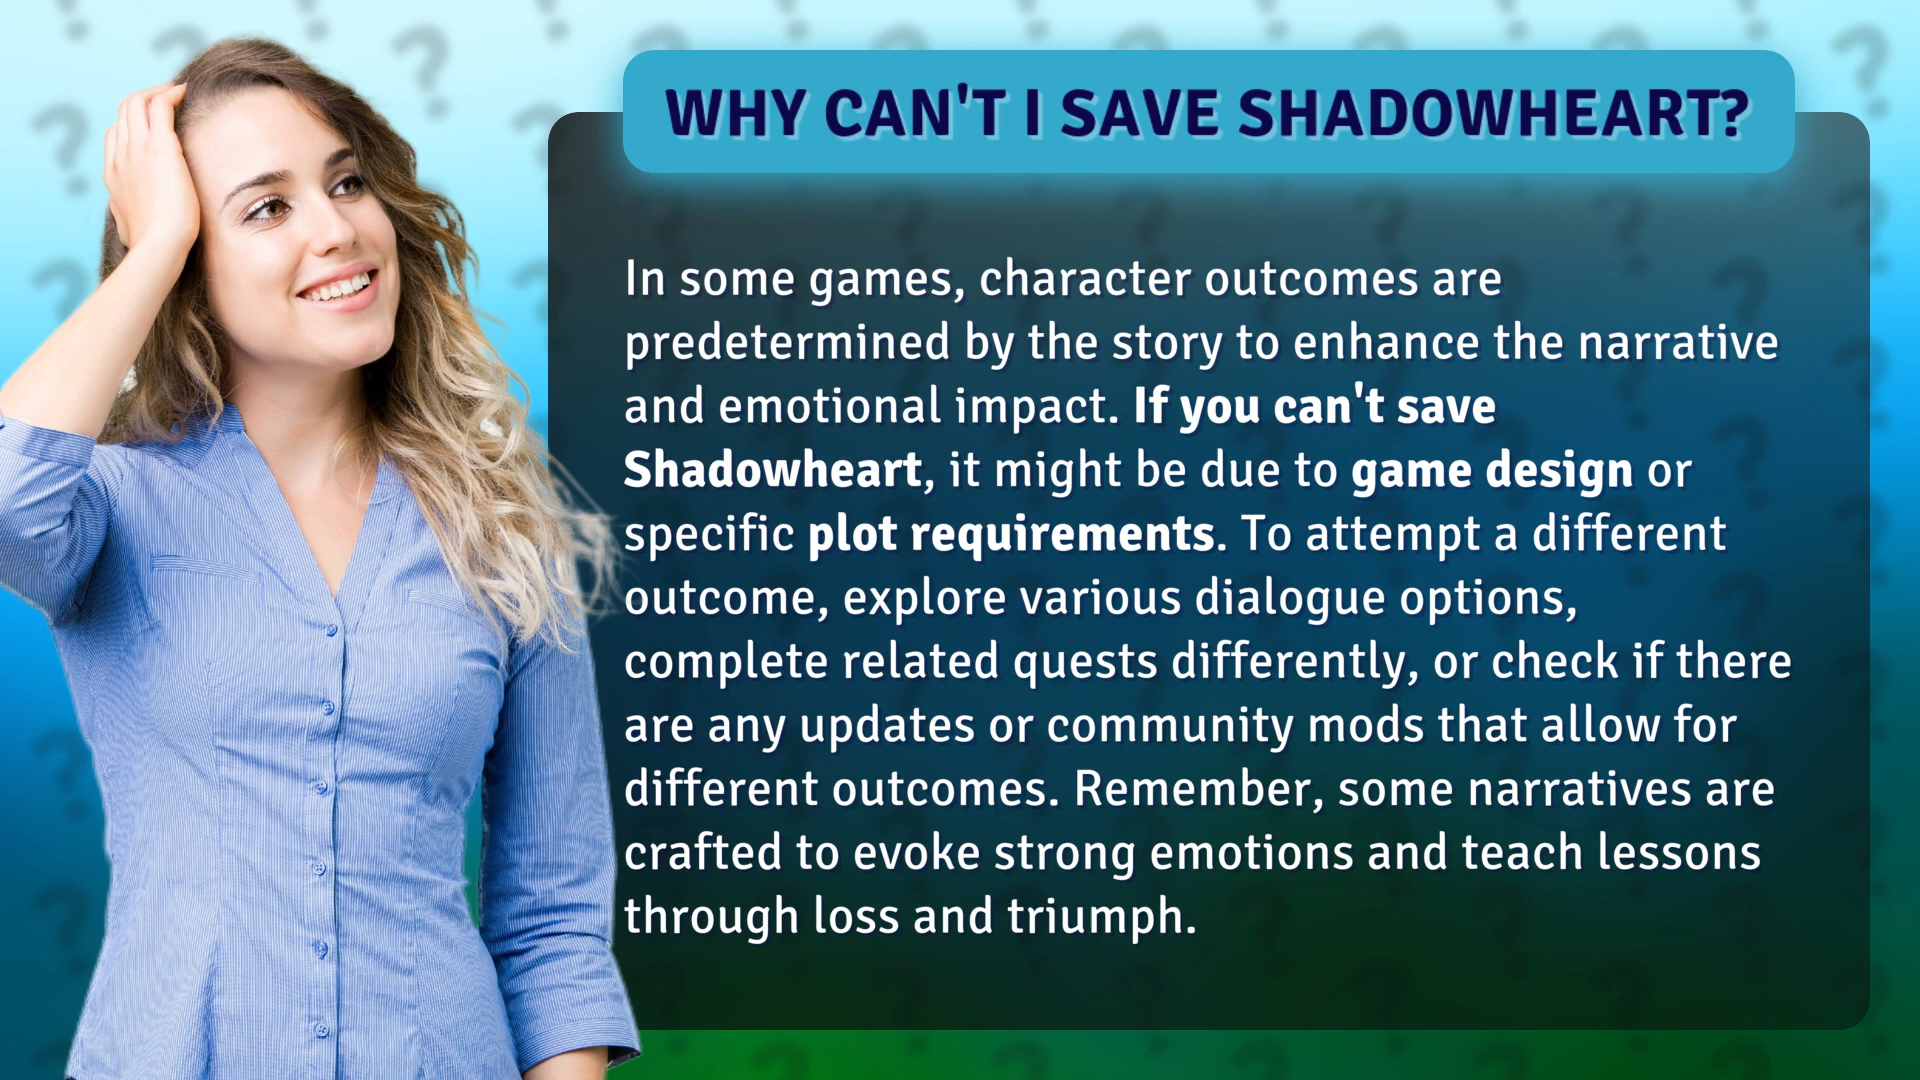 WHY CAN'T I SAVE SHADOWHEART?
In some games, character outcomes are
predetermined by the story to enhance the narrative
and emotional impact. If you can't save
Shadowheart, it might be due to game design or
specific plot requirements. To attempt a different
outcome, explore various dialogue options,
complete related quests differently, or check if there
are any updates or community mods that allow for
different outcomes. Remember, some narratives are
crafted to evoke strong emotions and teach lessons
through loss and triumph.